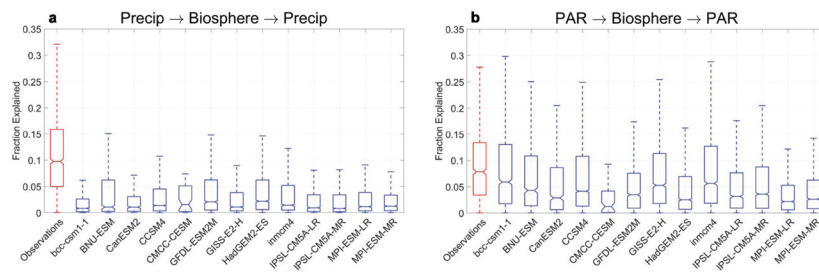 a
Precip → Biosphere → Precip
Fraction Explained
0.35
0.3
0.25
0.2
0.15
0.1
0.05
0
Observations
bcc-csm1-1
BNU-ESM
CanESM2
CCSM4
CMCC-CESM
GFDL-ESM2M
GISS-E2-H
HadGEM2-ES
inmcm4
IPSL-CM5A-LR
IPSL-CM5A-MR
MPI-ESM-LR
MPI-ESM-MR
b
PAR → Biosphere → PAR
Fraction Explained
0.35
0.3
0.25
0.2
0.15
0.1
0.05
0
Observations
bcc-csm1-1
BNU-ESM
CanESM2
CCSM4
CMCC-CESM
GFDL-ESM2M
GISS-E2-H
HadGEM2-ES
inmcm4
IPSL-CM5A-LR
IPSL-CM5A-MR
MPI-ESM-LR
MPI-ESM-MR